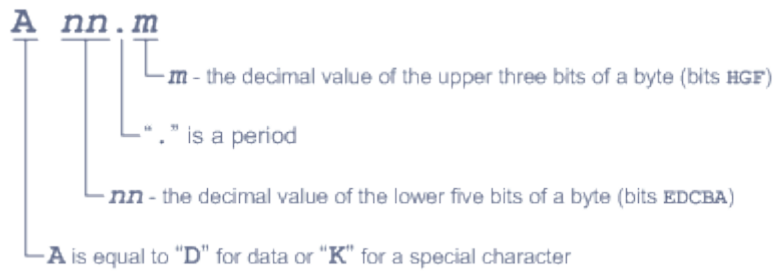 A nn.m
m - the decimal value of the upper three bits of a byte (bits HGF)
“.” is a period
nn - the decimal value of the lower five bits of a byte (bits EDCBA)
A is equal to “D” for data or “K” for a special character